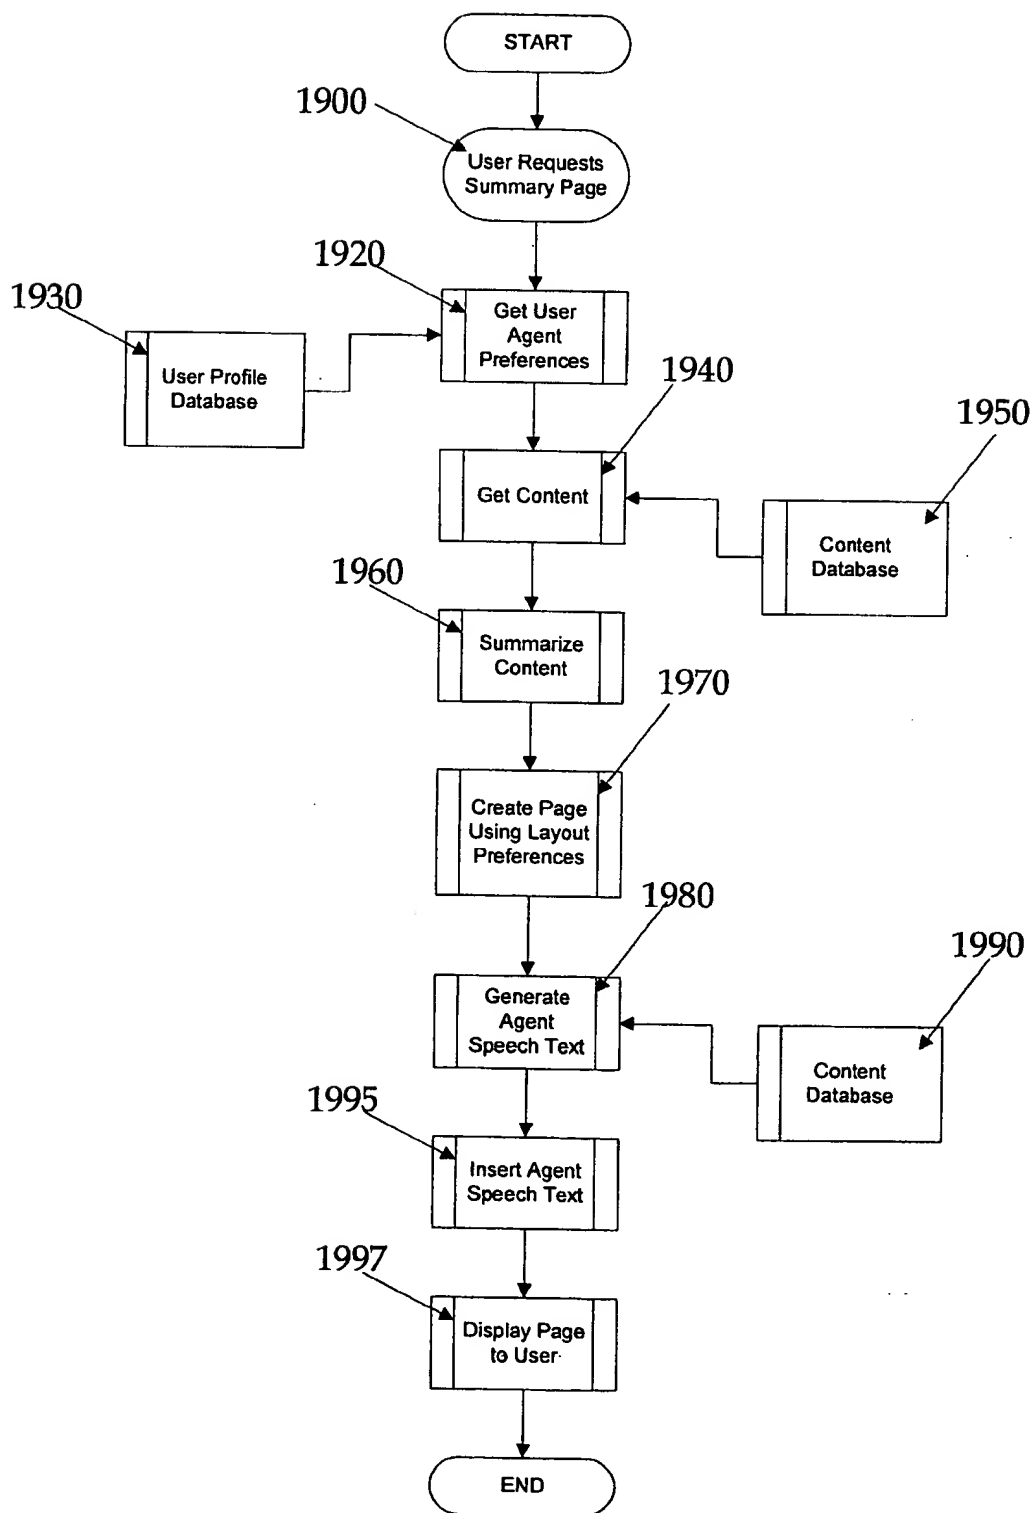 START
1900
User Requests
Summary Page
1920
Get User
Agent
Preferences
1930
User Profile
Database
1940
Get Content
1950
Content
Database
1960
Summarize
Content
1970
Create Page
Using Layout
Preferences
1980
Generate
Agent
Speech Text
1990
Content
Database
1995
Insert Agent
Speech Text
1997
Display Page
to User
END